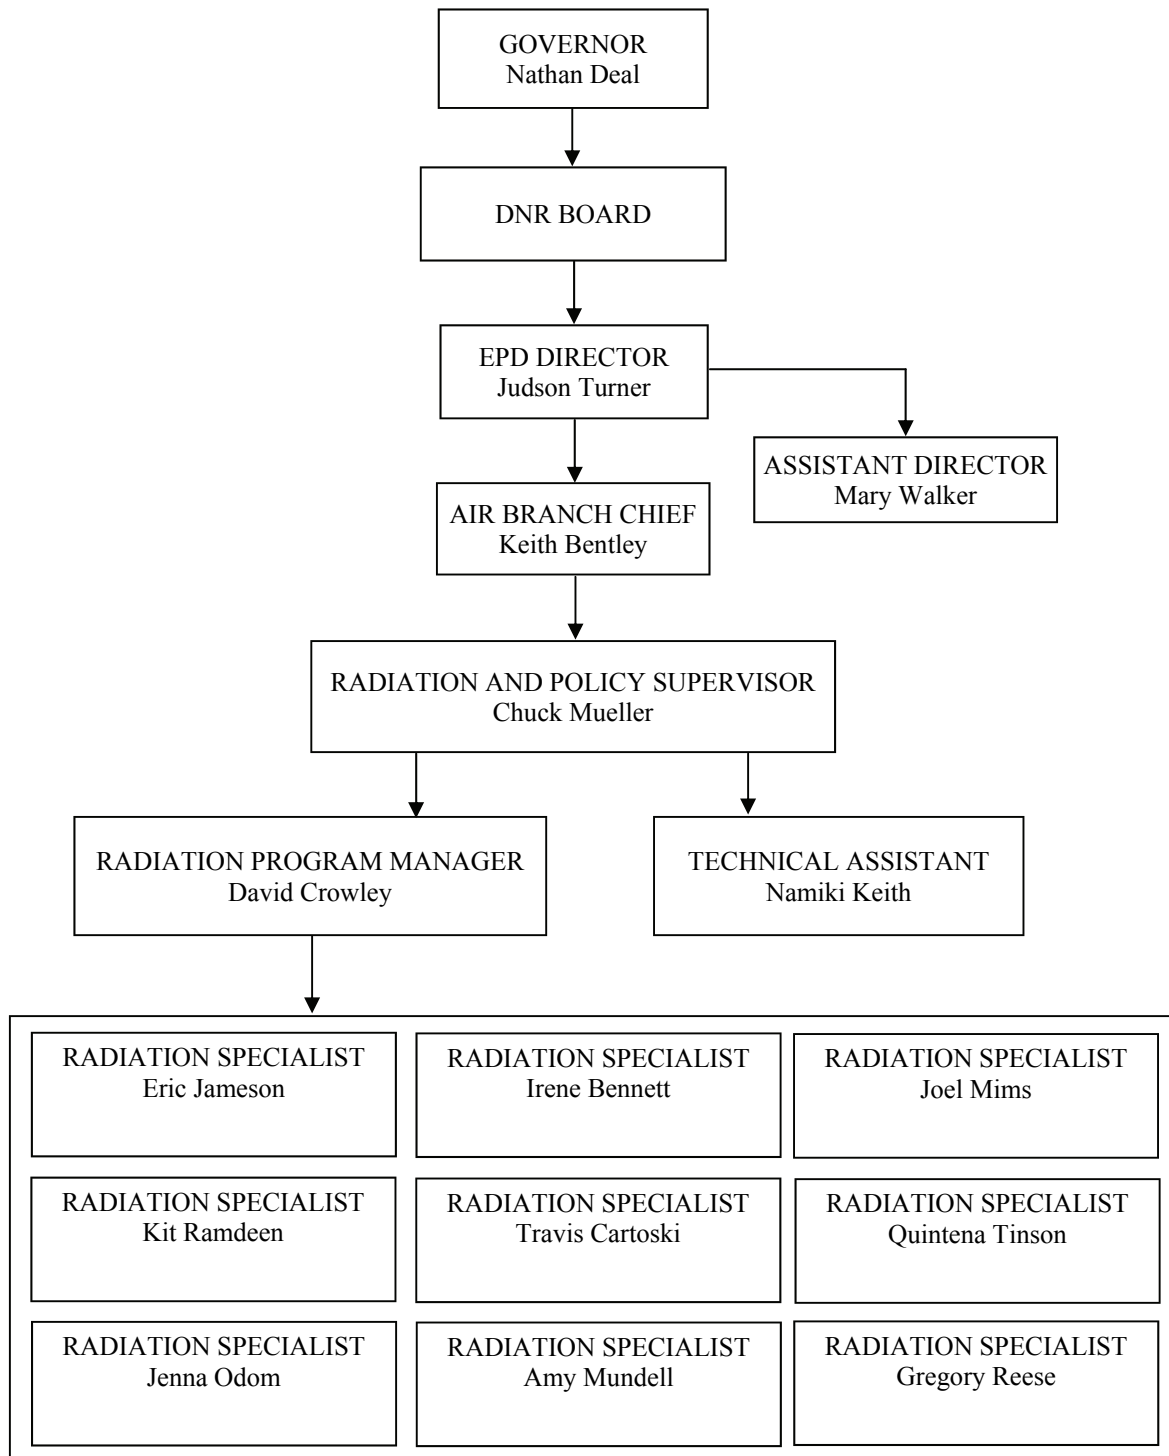 GOVERNOR
Nathan Deal
DNR BOARD
EPD DIRECTOR
Judson Turner
ASSISTANT DIRECTOR
Mary Walker
AIR BRANCH CHIEF
Keith Bentley
RADIATION AND POLICY SUPERVISOR
Chuck Mueller
RADIATION PROGRAM MANAGER
David Crowley
TECHNICAL ASSISTANT
Namiki Keith
RADIATION SPECIALIST
Eric Jameson
RADIATION SPECIALIST
Irene Bennett
RADIATION SPECIALIST
Joel Mims
RADIATION SPECIALIST
Kit Ramdeen
RADIATION SPECIALIST
Travis Cartoski
RADIATION SPECIALIST
Quintena Tinson
RADIATION SPECIALIST
Jenna Odom
RADIATION SPECIALIST
Amy Mundell
RADIATION SPECIALIST
Gregory Reese